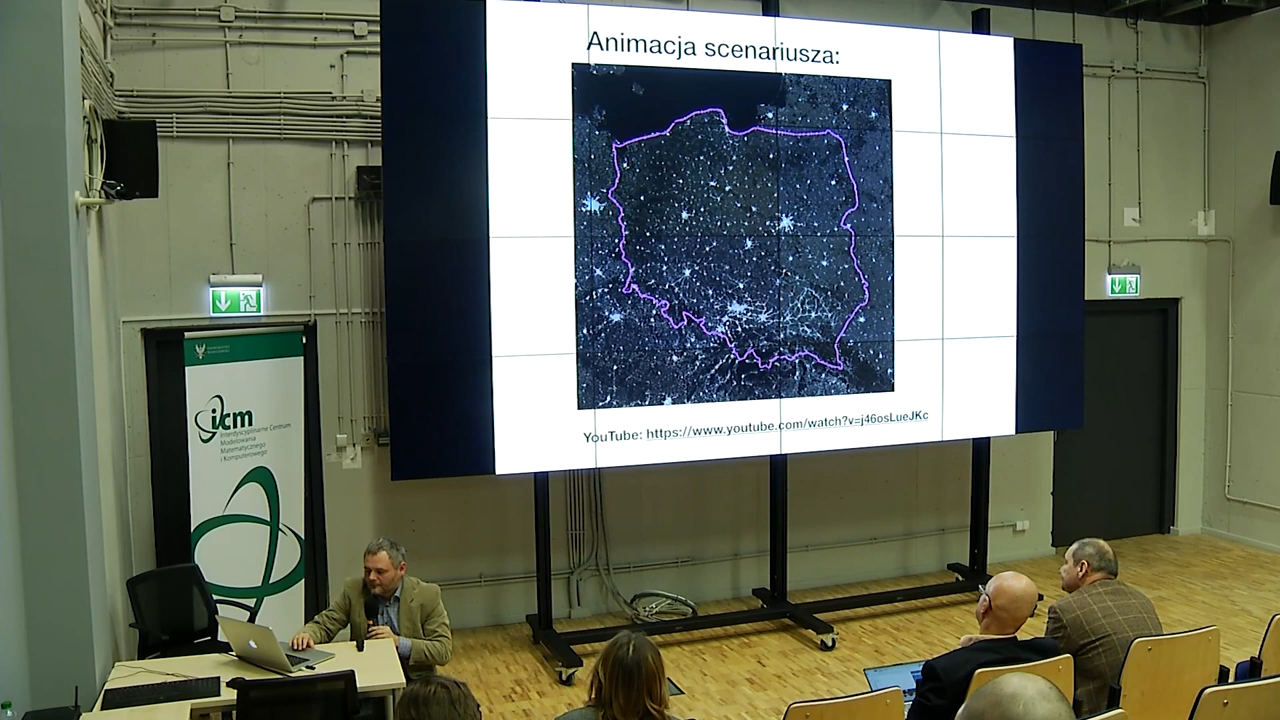 Animacja scenariusza:
YouTube: https://www.youtube.com/watch?v=j46osLueJKc
icm
Interdyscyplinarne Centrum
Modelowania
Matematycznego
i Komputerowego